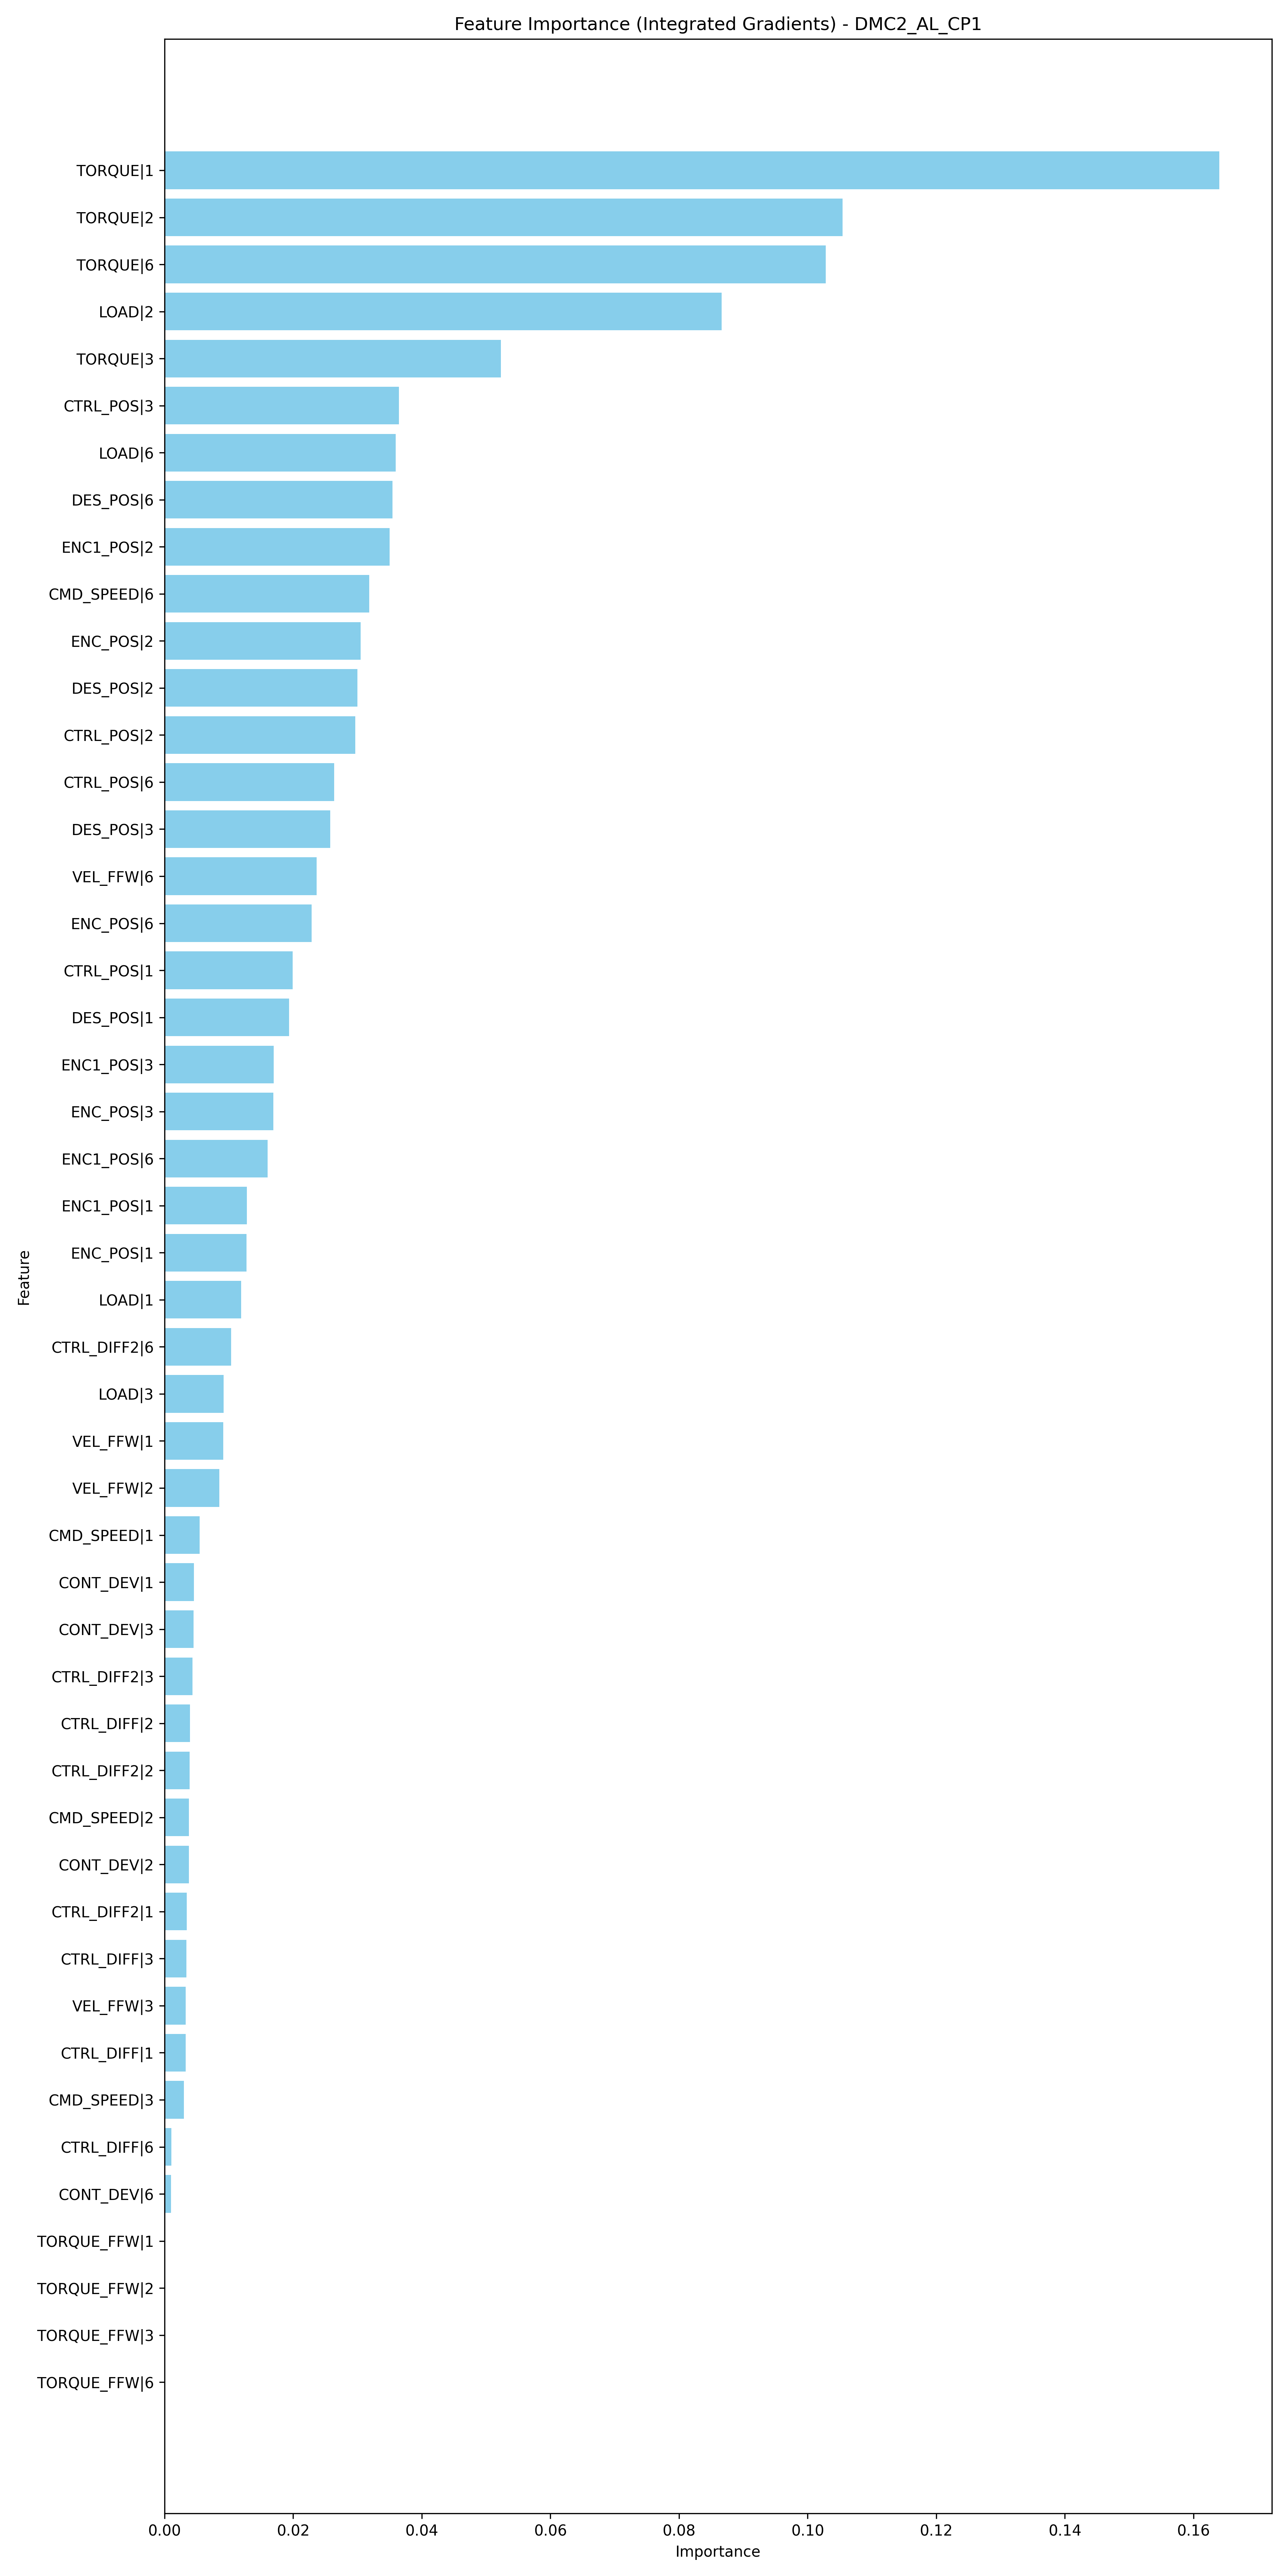 Feature Importance (Integrated Gradients) - DMC2_AL_CP1
TORQUE|1
TORQUE|2
TORQUE|6
LOAD|2
TORQUE|3
CTRL_POS|3
LOAD|6
DES_POS|6
ENC1_POS|2
CMD_SPEED|6
ENC_POS|2
DES_POS|2
CTRL_POS|2
CTRL_POS|6
DES_POS|3
VEL_FFW|6
ENC_POS|6
CTRL_POS|1
DES_POS|1
ENC1_POS|3
ENC_POS|3
ENC1_POS|6
ENC1_POS|1
ENC_POS|1
LOAD|1
CTRL_DIFF2|6
LOAD|3
VEL_FFW|1
VEL_FFW|2
CMD_SPEED|1
CONT_DEV|1
CONT_DEV|3
CTRL_DIFF2|3
CTRL_DIFF|2
CTRL_DIFF2|2
CMD_SPEED|2
CONT_DEV|2
CTRL_DIFF2|1
CTRL_DIFF|3
VEL_FFW|3
CTRL_DIFF|1
CMD_SPEED|3
CTRL_DIFF|6
CONT_DEV|6
TORQUE_FFW|1
TORQUE_FFW|2
TORQUE_FFW|3
TORQUE_FFW|6
Feature
0.00 0.02 0.04 0.06 0.08 0.10 0.12 0.14 0.16
Importance